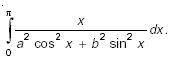 ∫₀^π x / (a² cos² x + b² sin² x) dx.